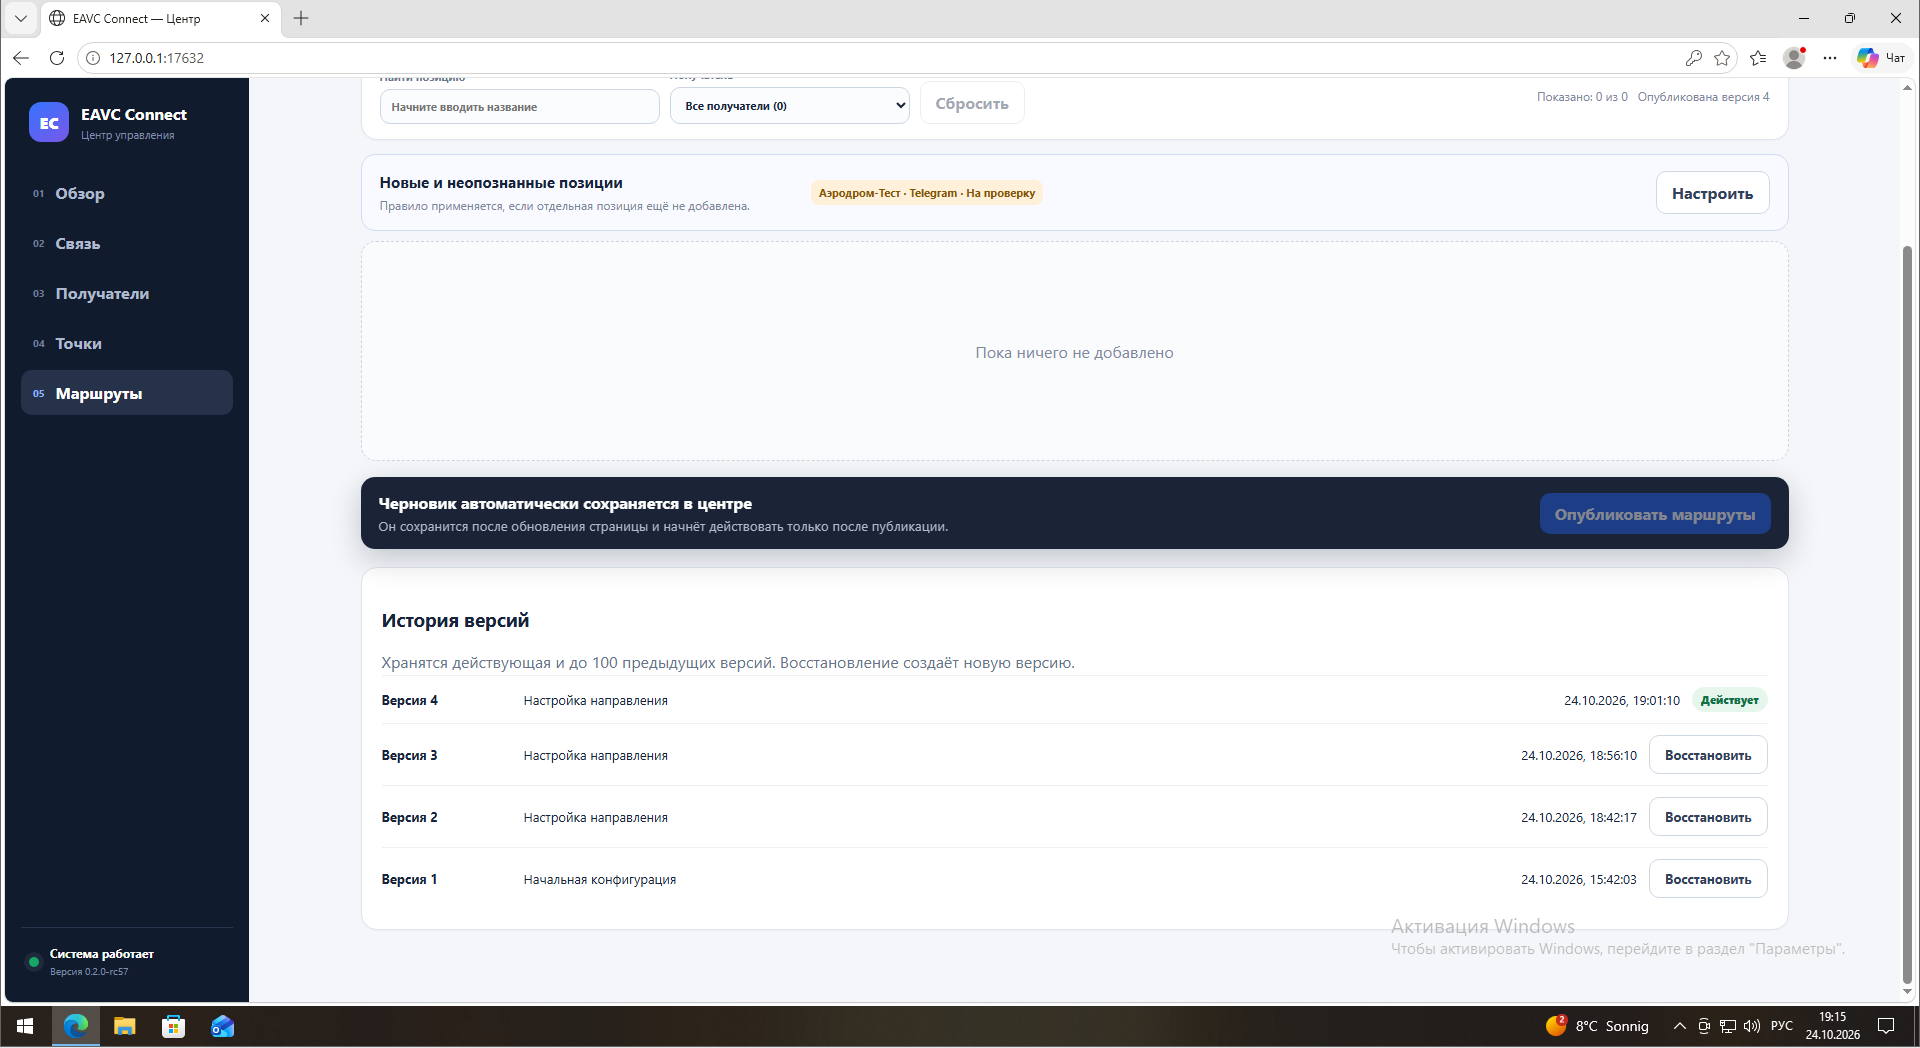 EAVC Connect — Центр
127.0.0.1:17632
Чат
EC
EAVC Connect
Центр управления
01 Обзор
02 Связь
03 Получатели
04 Точки
05 Маршруты
Система работает
Версия 0.2.0-rc57
Найти позицию
Начните вводить название
Все получатели (0)
Сбросить
Показано: 0 из 0 Опубликована версия 4
Новые и неопознанные позиции
Правило применяется, если отдельная позиция ещё не добавлена.
Аэродром-Тест · Telegram · На проверку
Настроить
Пока ничего не добавлено
Черновик автоматически сохраняется в центре
Он сохранится после обновления страницы и начнёт действовать только после публикации.
Опубликовать маршруты
История версий
Хранятся действующая и до 100 предыдущих версий. Восстановление создаёт новую версию.
Версия 4 Настройка направления 24.10.2026, 19:01:10 Действует
Версия 3 Настройка направления 24.10.2026, 18:56:10 Восстановить
Версия 2 Настройка направления 24.10.2026, 18:42:17 Восстановить
Версия 1 Начальная конфигурация 24.10.2026, 15:42:03 Восстановить
Активация Windows
Чтобы активировать Windows, перейдите в раздел "Параметры".
2
8°C Sonnig
РУС
19:15
24.10.2026